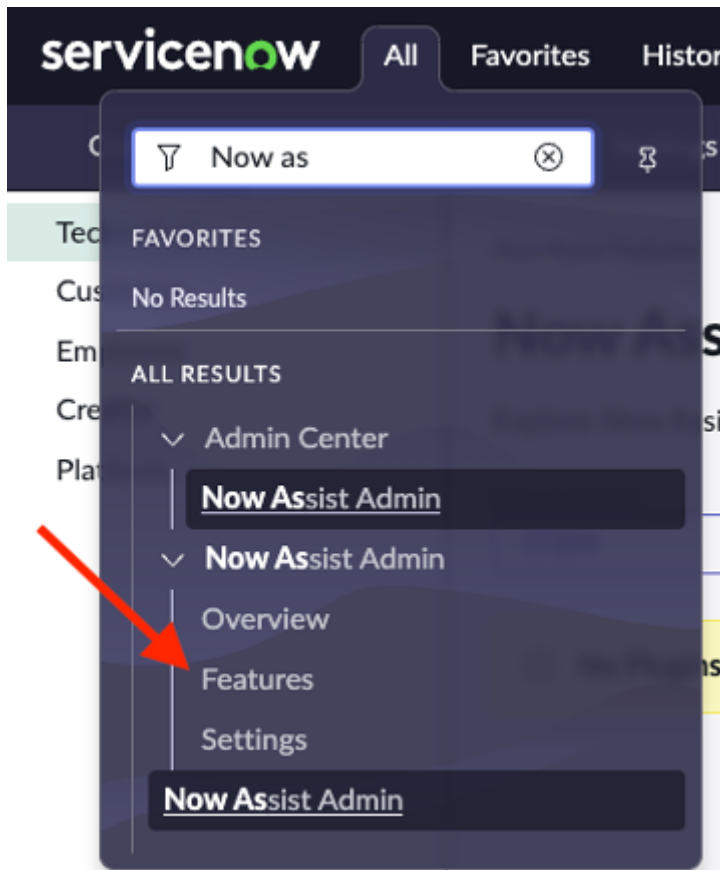 servicenow All Favorites Histor
Now as
FAVORITES
No Results
ALL RESULTS
Admin Center
Now Assist Admin
Now Assist Admin
Overview
Features
Settings
Now Assist Admin